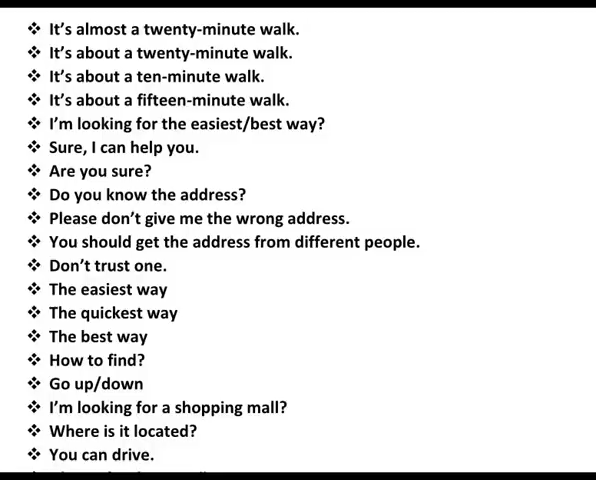 ❖ It’s almost a twenty-minute walk.
❖ It’s about a twenty-minute walk.
❖ It’s about a ten-minute walk.
❖ It’s about a fifteen-minute walk.
❖ I’m looking for the easiest/best way?
❖ Sure, I can help you.
❖ Are you sure?
❖ Do you know the address?
❖ Please don’t give me the wrong address.
❖ You should get the address from different people.
❖ Don’t trust one.
❖ The easiest way
❖ The quickest way
❖ The best way
❖ How to find?
❖ Go up/down
❖ I’m looking for a shopping mall?
❖ Where is it located?
❖ You can drive.